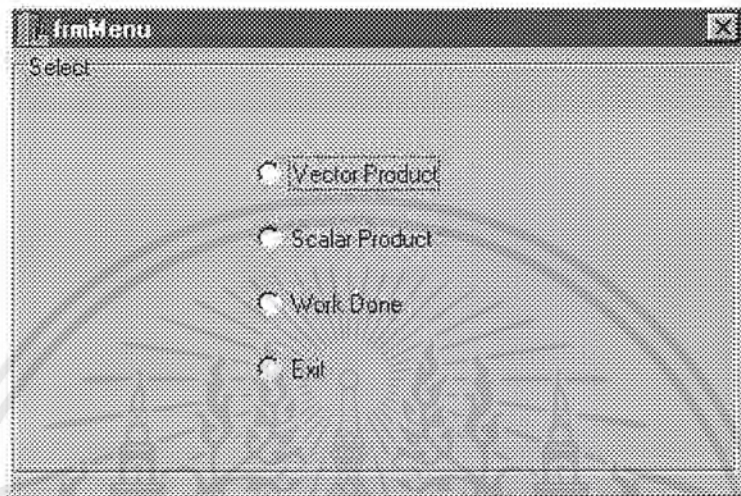 frmMenu
Select
Vector Product
Scalar Product
Work Done
Exit